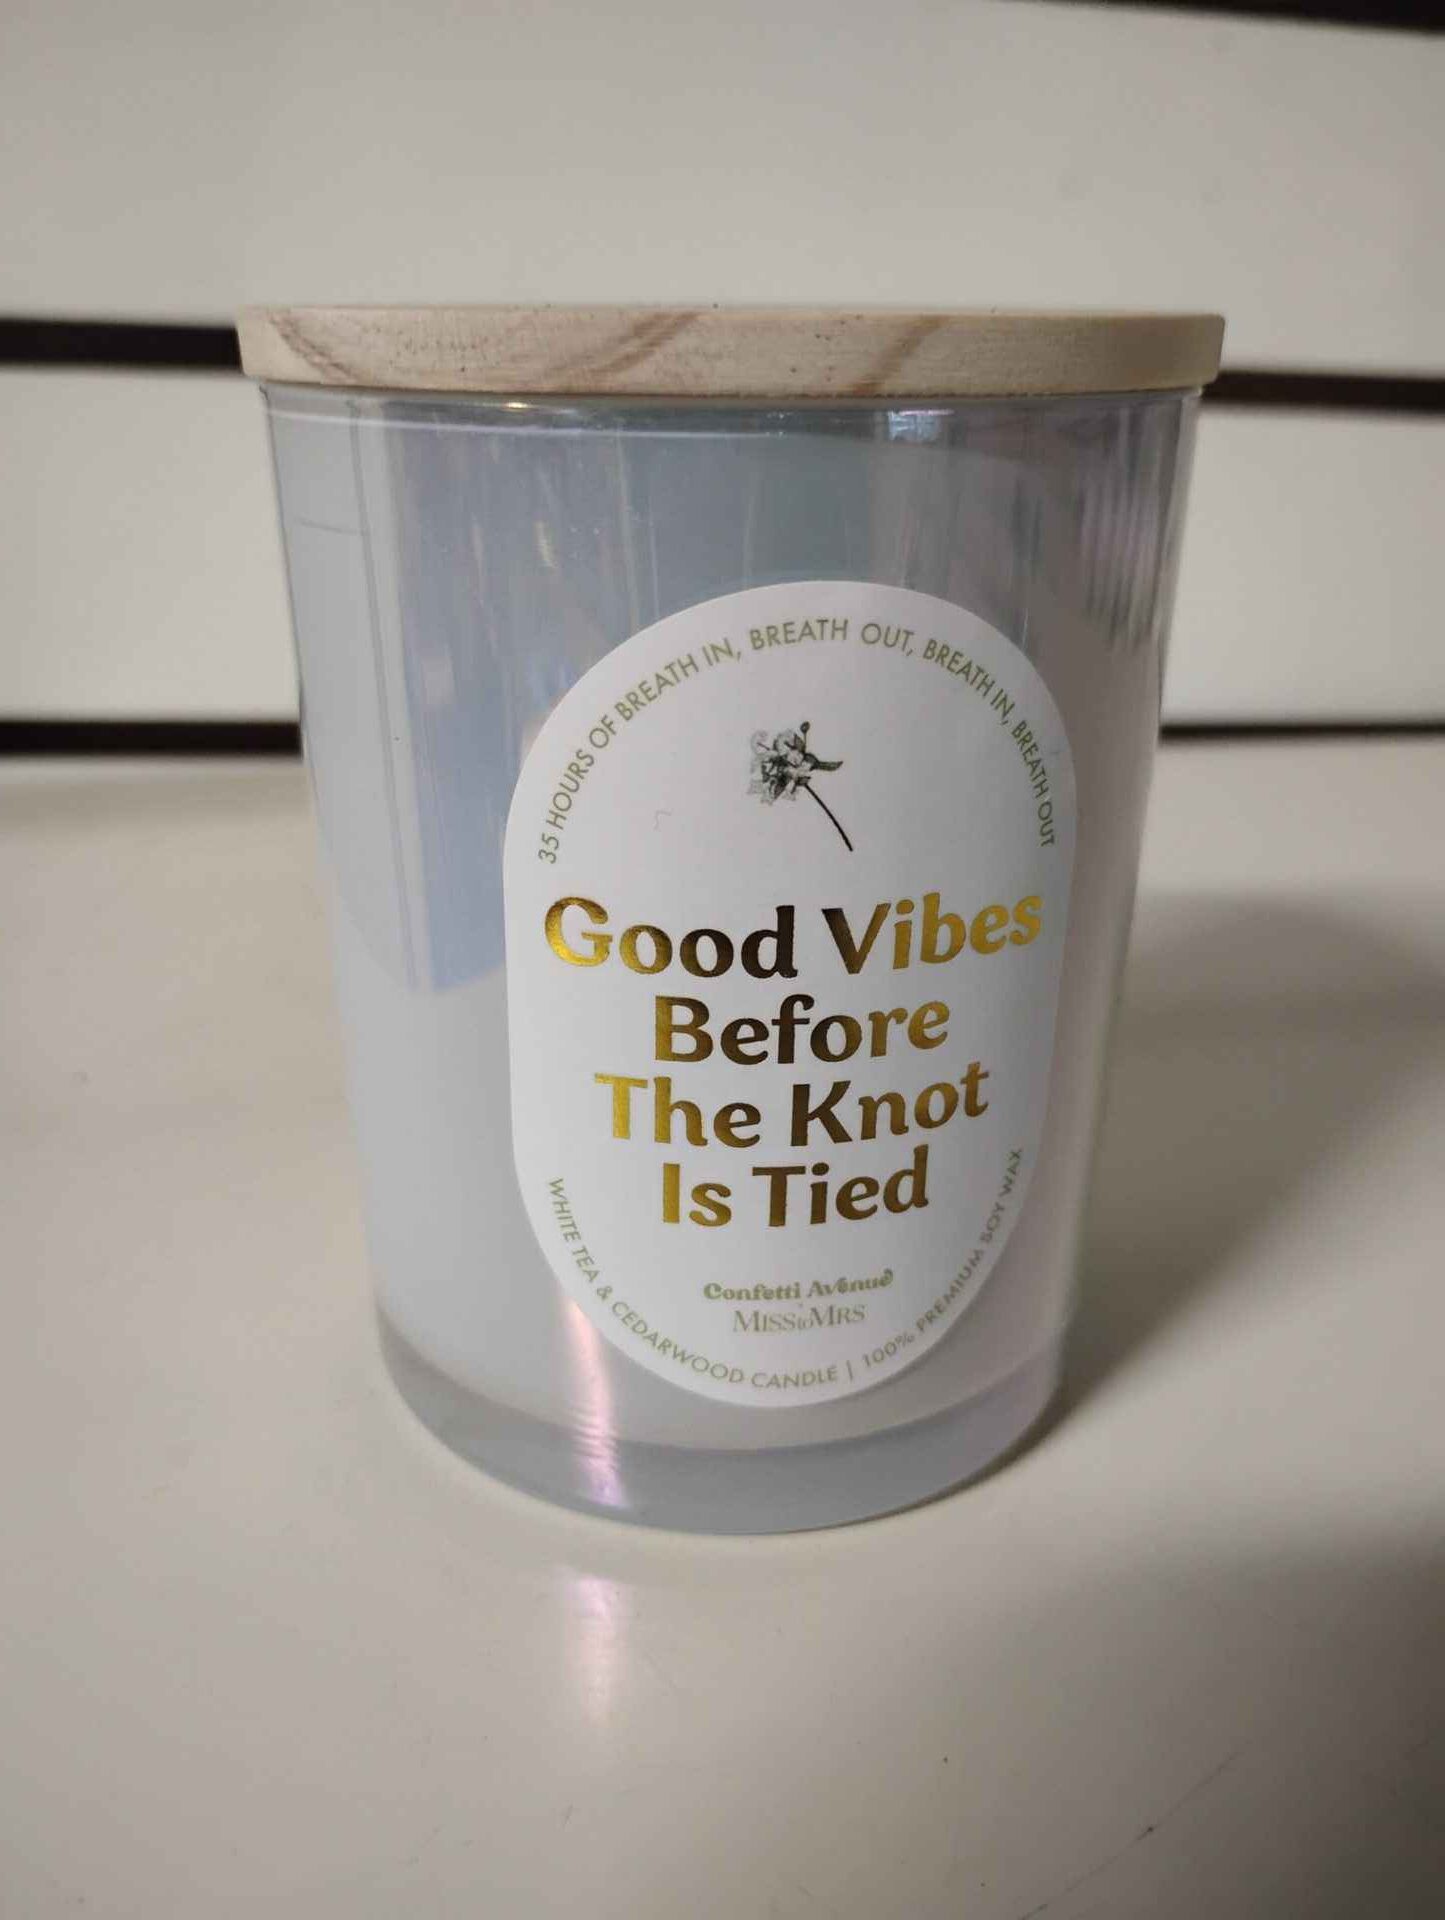 35 HOURS OF BREATH IN, BREATH OUT, BREATH IN, BREATH OUT
Good Vibes
Before
The Knot
Is Tied
Confetti Avenue
MISS to MRS
WHITE TEA & CEDARWOOD CANDLE | 100% PREMIUM SOY WAX